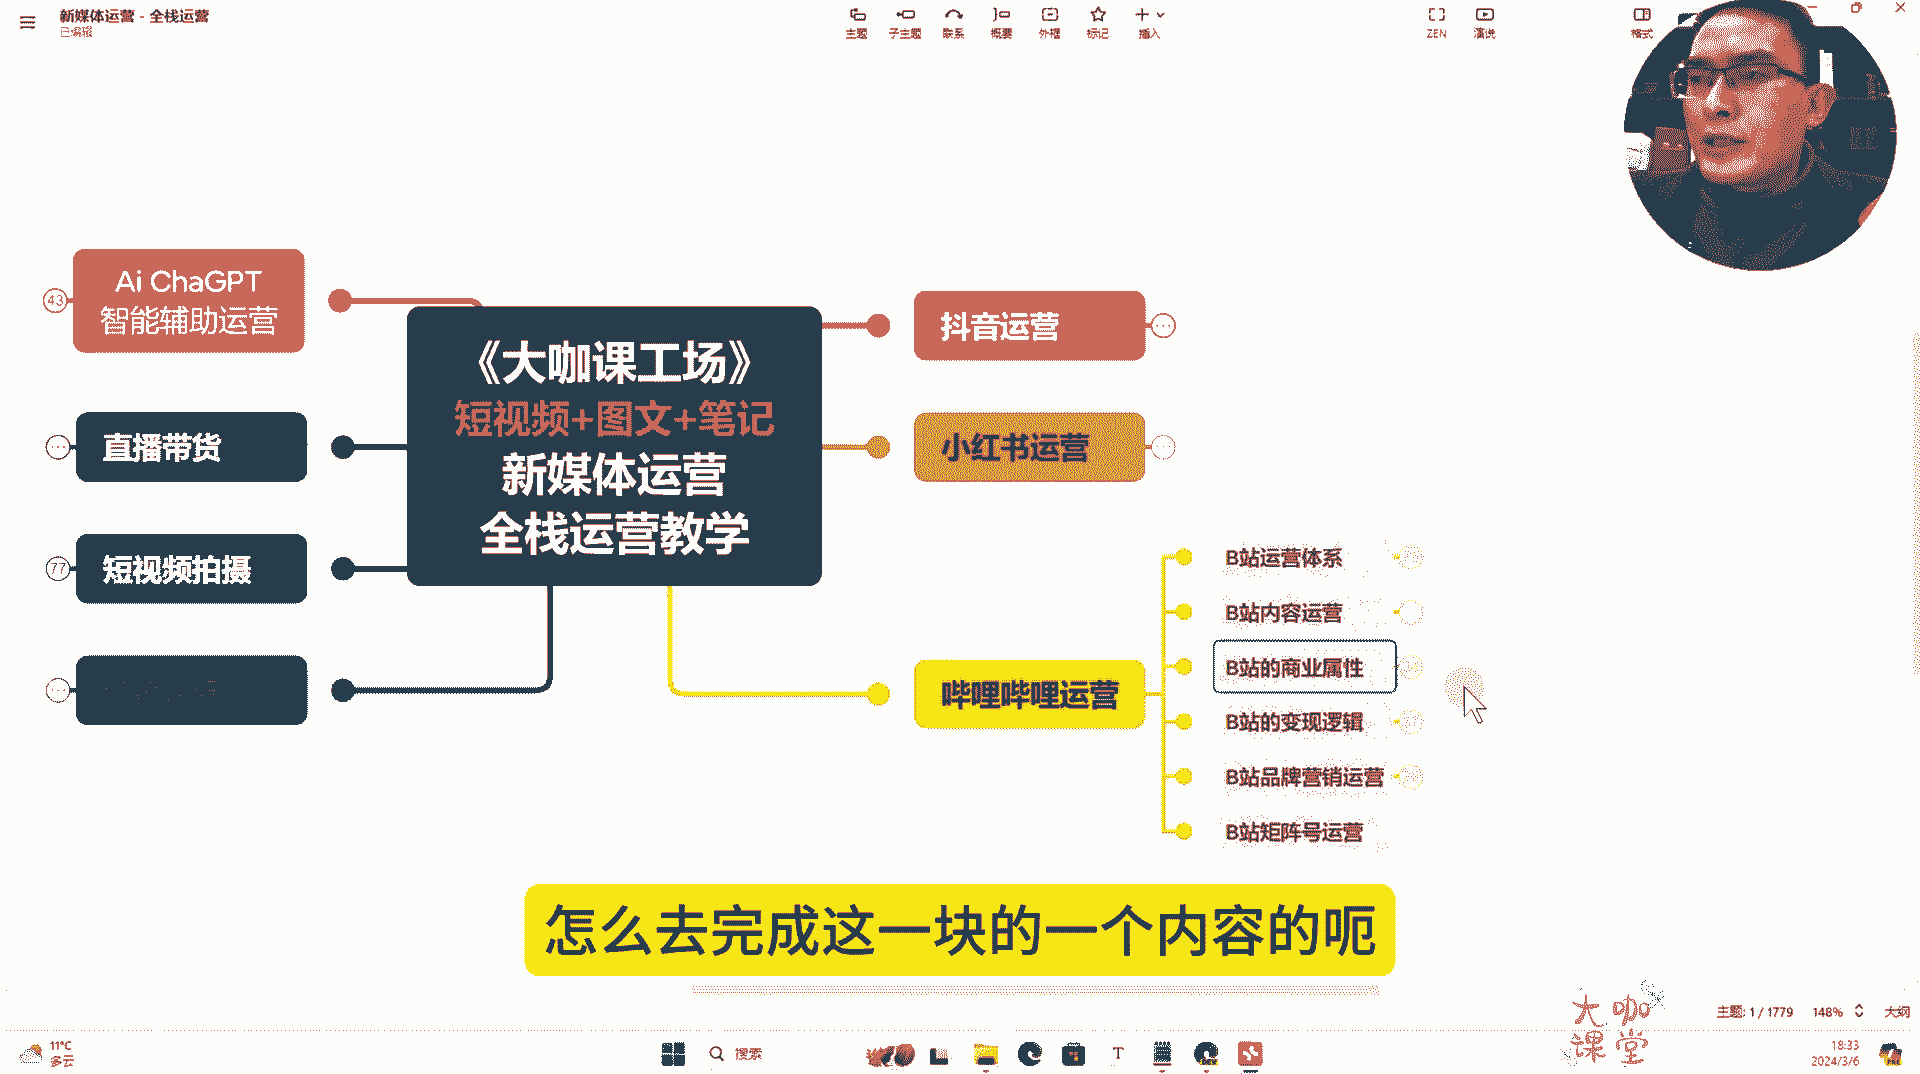 新媒体运营 - 全栈运营
已编辑
主题
子主题
联系
概要
外框
标记
插入
ZEN
演说
格式
43
Ai ChaGPT
智能辅助运营
直播带货
77
短视频拍摄
《大咖课工场》
短视频+图文+笔记
新媒体运营
全栈运营教学
抖音运营
小红书运营
哔哩哔哩运营
B站运营体系
B站内容运营
B站的商业属性
B站的变现逻辑
B站品牌营销运营
B站矩阵号运营
怎么去完成这一块的一个内容的呃
大咖
课堂
主题: 1 / 1779
148%
大纲
11°C
多云
搜索
18:33
2024/3/6